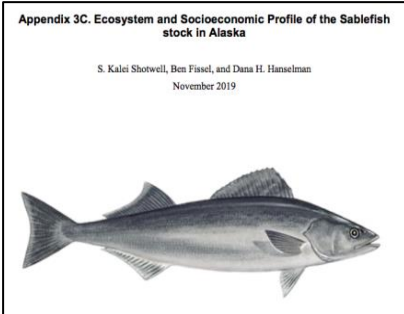 Appendix 3C. Ecosystem and Socioeconomic Profile of the Sablefish
stock in Alaska
S. Kalei Shotwell, Ben Fissel, and Dana H. Hanselman
November 2019